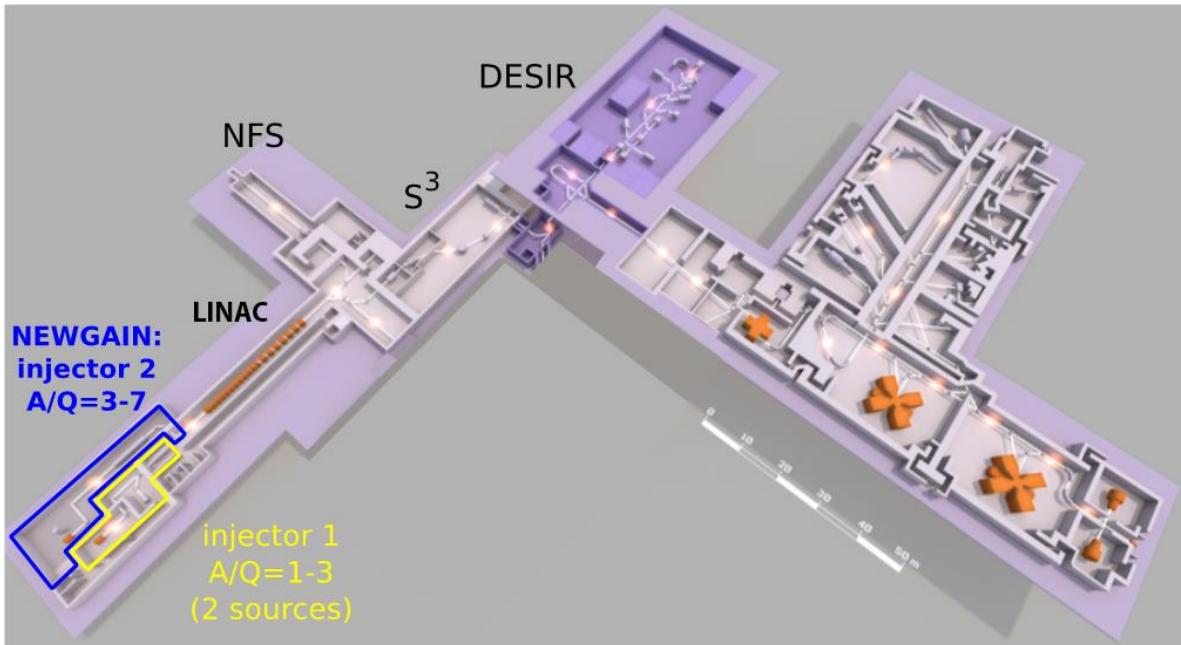 DESIR
NFS
S³
LINAC
NEWGAIN:
injector 2
A/Q=3-7
injector 1
A/Q=1-3
(2 sources)
0
10
20
30
40
50 m